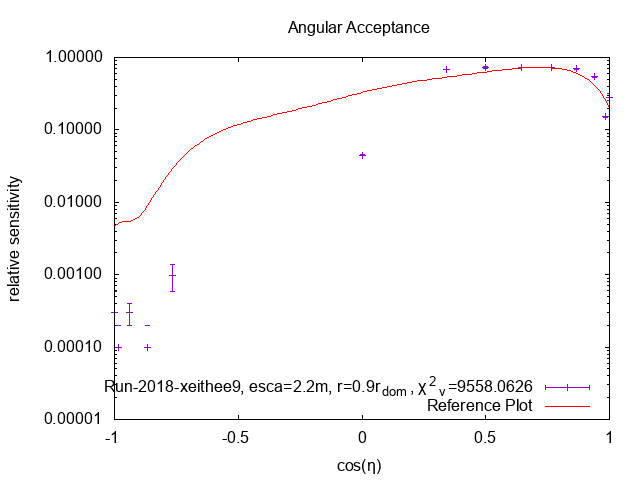 Angular Acceptance
relative sensitivity
1.00000
0.10000
0.01000
0.00100
0.00010
0.00001
Run-2018-xeithee9, esca=2.2m, r=0.9r_dom, χ²_v=9558.0626
Reference Plot
-1 -0.5 0 0.5 1
cos(η)